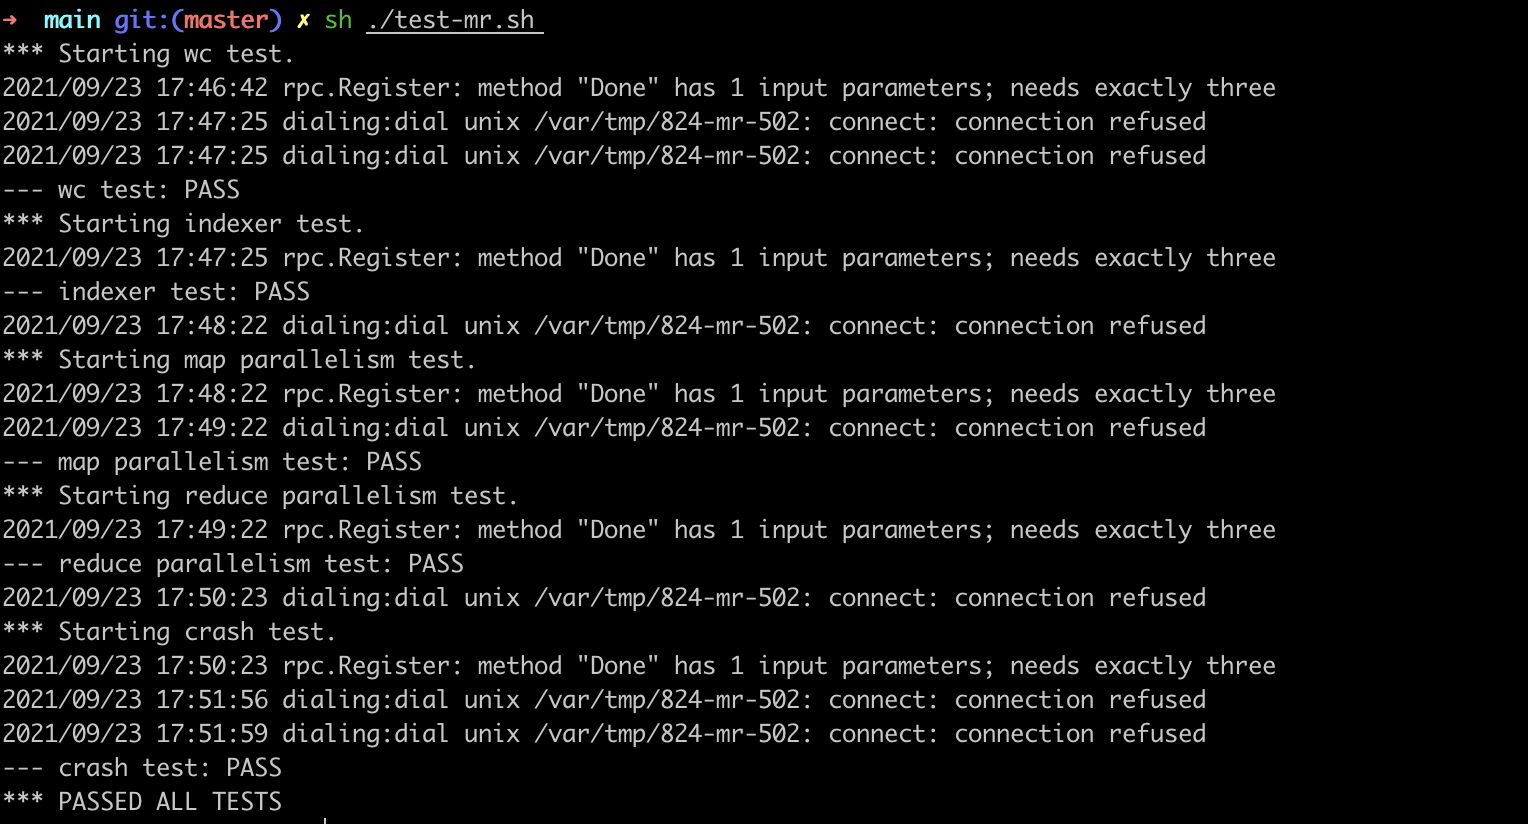 ➜  main git:(master) ✗ sh ./test-mr.sh
*** Starting wc test.
2021/09/23 17:46:42 rpc.Register: method "Done" has 1 input parameters; needs exactly three
2021/09/23 17:47:25 dialing:dial unix /var/tmp/824-mr-502: connect: connection refused
2021/09/23 17:47:25 dialing:dial unix /var/tmp/824-mr-502: connect: connection refused
--- wc test: PASS
*** Starting indexer test.
2021/09/23 17:47:25 rpc.Register: method "Done" has 1 input parameters; needs exactly three
--- indexer test: PASS
2021/09/23 17:48:22 dialing:dial unix /var/tmp/824-mr-502: connect: connection refused
*** Starting map parallelism test.
2021/09/23 17:48:22 rpc.Register: method "Done" has 1 input parameters; needs exactly three
2021/09/23 17:49:22 dialing:dial unix /var/tmp/824-mr-502: connect: connection refused
--- map parallelism test: PASS
*** Starting reduce parallelism test.
2021/09/23 17:49:22 rpc.Register: method "Done" has 1 input parameters; needs exactly three
--- reduce parallelism test: PASS
2021/09/23 17:50:23 dialing:dial unix /var/tmp/824-mr-502: connect: connection refused
*** Starting crash test.
2021/09/23 17:50:23 rpc.Register: method "Done" has 1 input parameters; needs exactly three
2021/09/23 17:51:56 dialing:dial unix /var/tmp/824-mr-502: connect: connection refused
2021/09/23 17:51:59 dialing:dial unix /var/tmp/824-mr-502: connect: connection refused
--- crash test: PASS
*** PASSED ALL TESTS